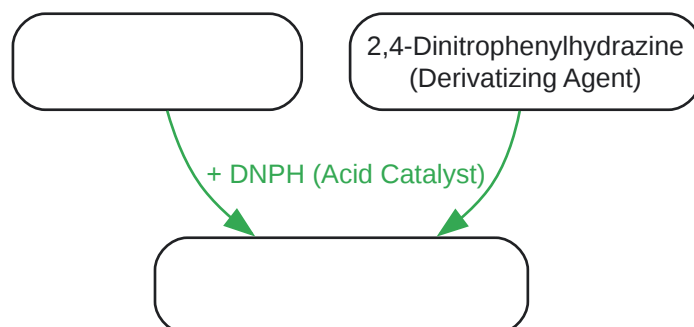 2,4-Dinitrophenylhydrazine
(Derivatizing Agent)
+ DNPH (Acid Catalyst)